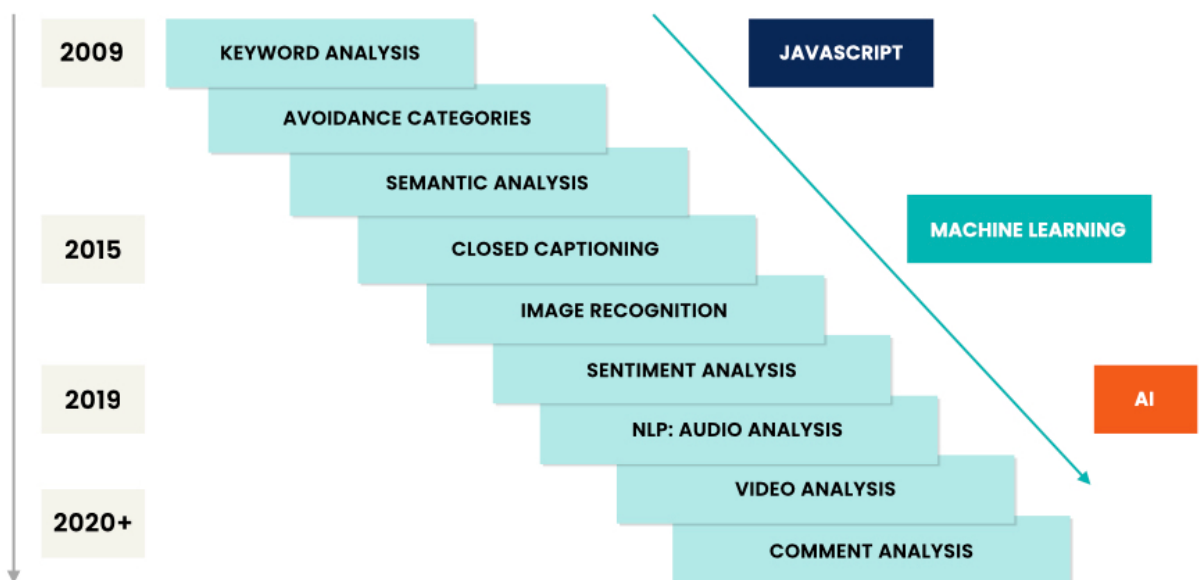 2009
KEYWORD ANALYSIS
JAVASCRIPT
AVOIDANCE CATEGORIES
SEMANTIC ANALYSIS
MACHINE LEARNING
2015
CLOSED CAPTIONING
IMAGE RECOGNITION
SENTIMENT ANALYSIS
2019
AI
NLP: AUDIO ANALYSIS
VIDEO ANALYSIS
2020+
COMMENT ANALYSIS